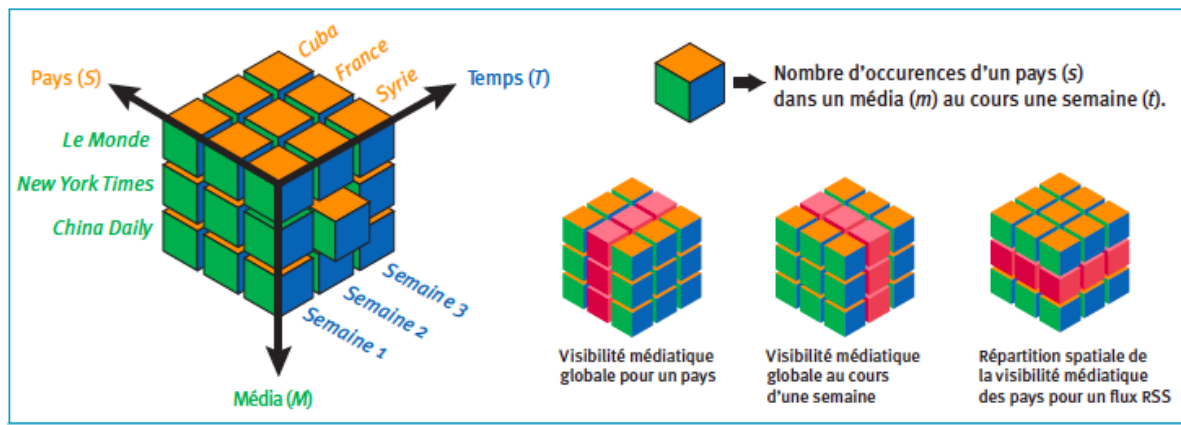 Pays (S)
Cuba
France
Syrie
Temps (T)
Le Monde
New York Times
China Daily
Semaine 3
Semaine 2
Semaine 1
Média (M)
Nombre d'occurences d'un pays (s)
dans un média (m) au cours une semaine (t).
Visibilité médiatique
globale pour un pays
Visibilité médiatique
globale au cours
d'une semaine
Répartition spatiale de
la visibilité médiatique
des pays pour un flux RSS